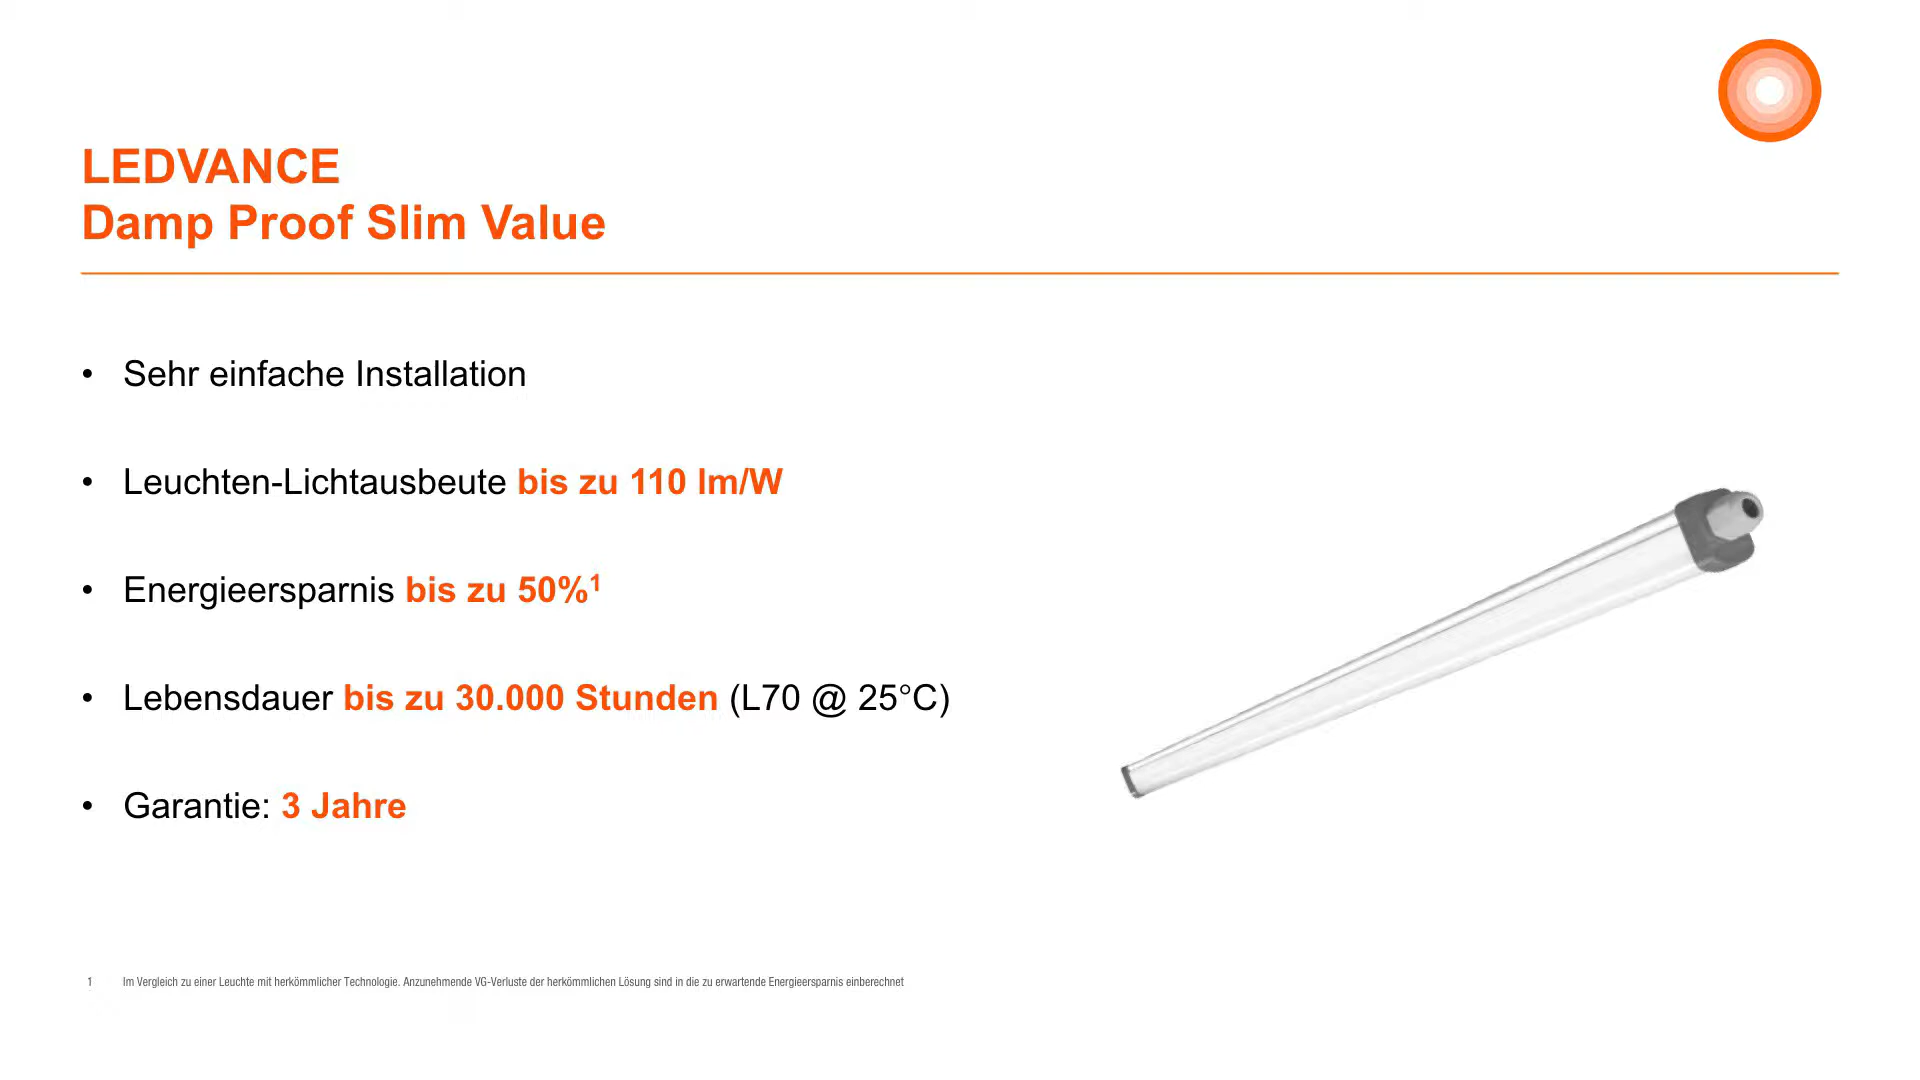 LEDVANCE
Damp Proof Slim Value
• Sehr einfache Installation
• Leuchten-Lichtausbeute bis zu 110 lm/W
• Energieersparnis bis zu 50%¹
• Lebensdauer bis zu 30.000 Stunden (L70 @ 25°C)
• Garantie: 3 Jahre
1 Im Vergleich zu einer Leuchte mit herkömmlicher Technologie. Anzunehmende VG-Verluste der herkömmlichen Lösung sind in die zu erwartende Energieersparnis einberechnet